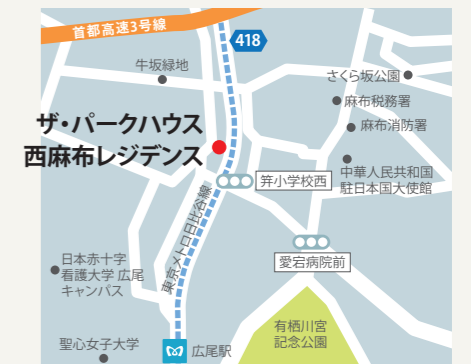 首都高速3号線
418
牛坂緑地
さくら坂公園
麻布税務署
麻布消防署
ザ・パークハウス
西麻布レジデンス
中華人民共和国
駐日本国大使館
笄小学校西
東京メトロ日比谷線
愛宕病院前
日本赤十字
看護大学 広尾
キャンパス
有栖川宮
記念公園
聖心女子大学
広尾駅